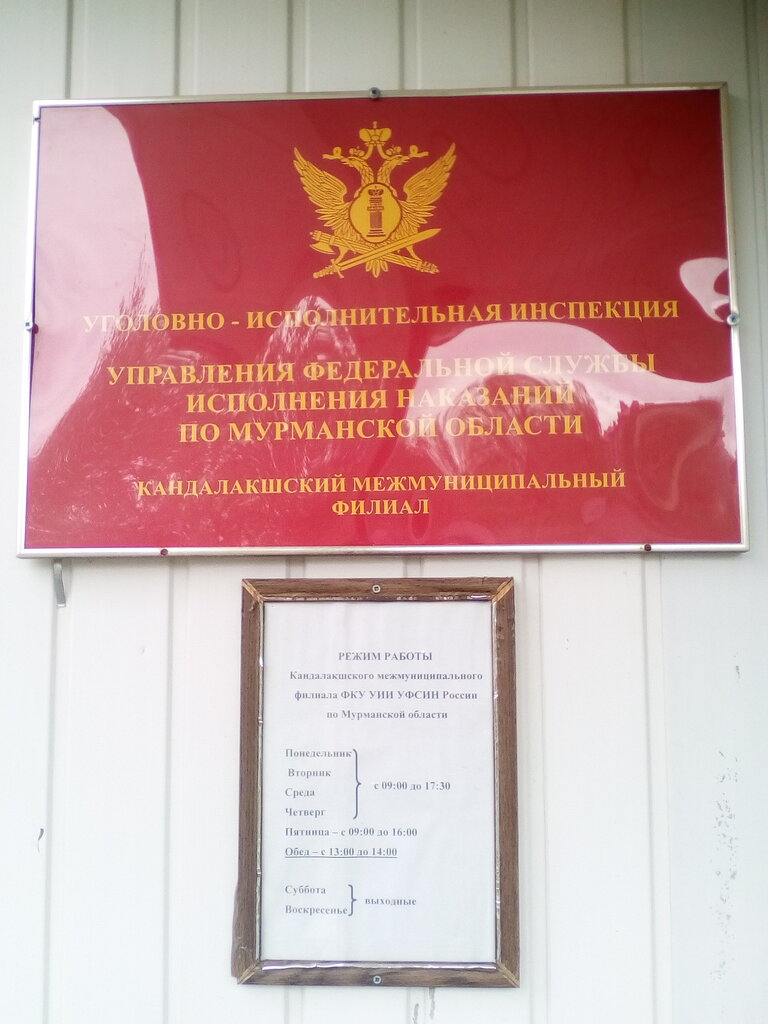 УГОЛОВНО - ИСПОЛНИТЕЛЬНАЯ ИНСПЕКЦИЯ
УПРАВЛЕНИЯ ФЕДЕРАЛЬНОЙ СЛУЖБЫ
ИСПОЛНЕНИЯ НАКАЗАНИЙ
ПО МУРМАНСКОЙ ОБЛАСТИ
КАНДАЛАКШСКИЙ МЕЖМУНИЦИПАЛЬНЫЙ
ФИЛИАЛ
РЕЖИМ РАБОТЫ
Кандалакшского межмуниципального
филиала ФКУ УИИ УФСИН России
по Мурманской области
Понедельник
Вторник
Среда
Четверг
с 09:00 до 17:30
Пятница – с 09:00 до 16:00
Обед – с 13:00 до 14:00
Суббота
Воскресенье
выходные